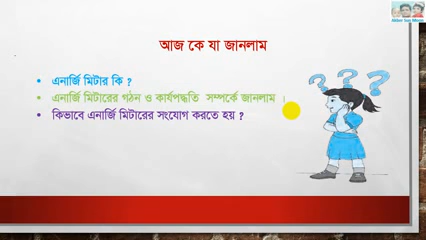 আজ কে যা জানলাম
• এনার্জি মিটার কি ?
• এনার্জি মিটারের গঠন ও কার্যপদ্ধতি সম্পর্কে জানলাম ।
• কিভাবে এনার্জি মিটারের সংযোগ করতে হয় ?